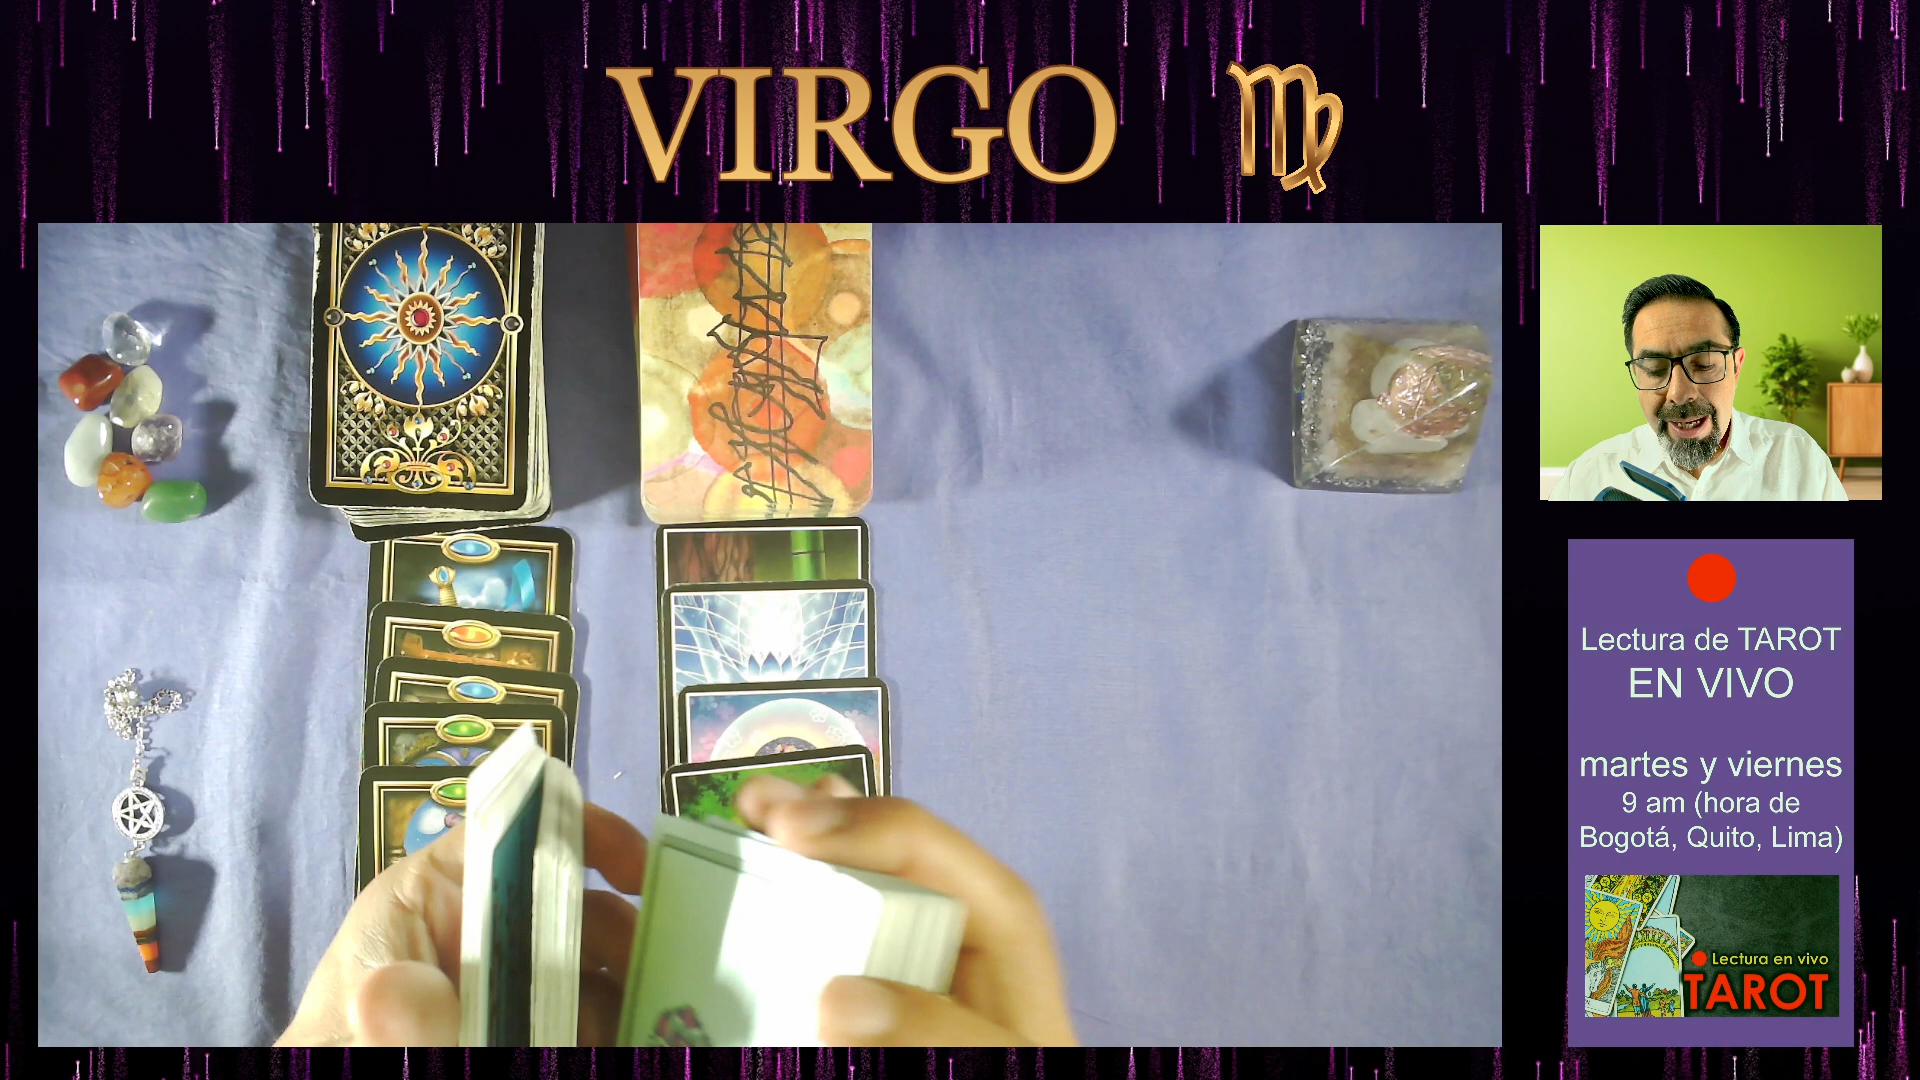 VIRGO ♍
Lectura de TAROT
EN VIVO
martes y viernes
9 am (hora de
Bogotá, Quito, Lima)
Lectura en vivo
TAROT